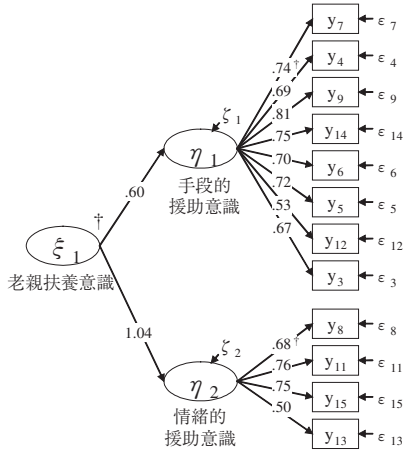 y7 ε7
.74
y4 ε4
.69†
y9 ε9
.81
y14 ε14
.75
y6 ε6
.70
y5 ε5
.72
y12 ε12
.53
y3 ε3
.67
ζ1
η1
手段的
援助意識
.60
†
ξ1
老親扶養意識
1.04
ζ2
η2
情緒的
援助意識
y8 ε8
.68†
y11 ε11
.76
y15 ε15
.75
y13 ε13
.50